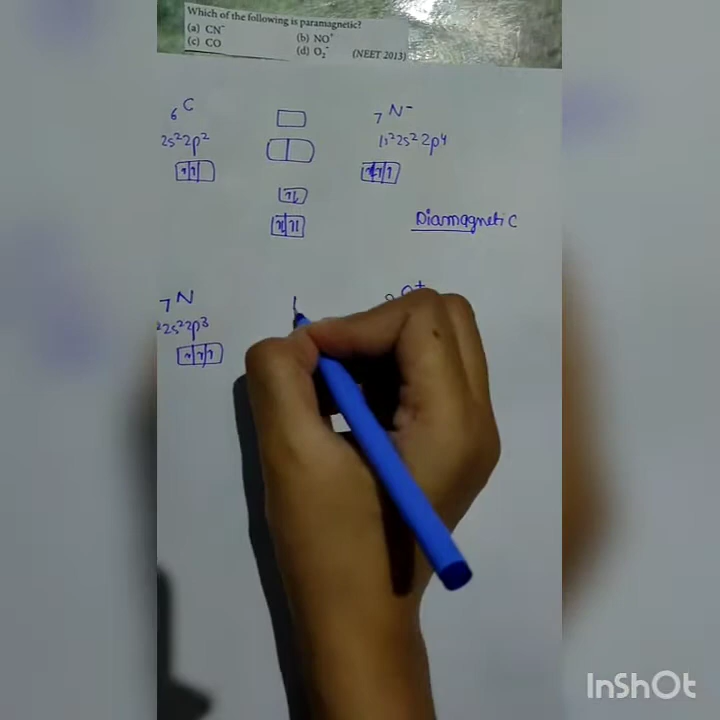 Which of the following is paramagnetic?
(a) CN⁻ (b) NO⁺
(c) CO (d) O₂⁻ (NEET 2013)
₆C ₇N⁻
2s²2p² 1s²2s²2p⁴
Diamagnetic
₇N O⁺
²2s²2p³
InShOt